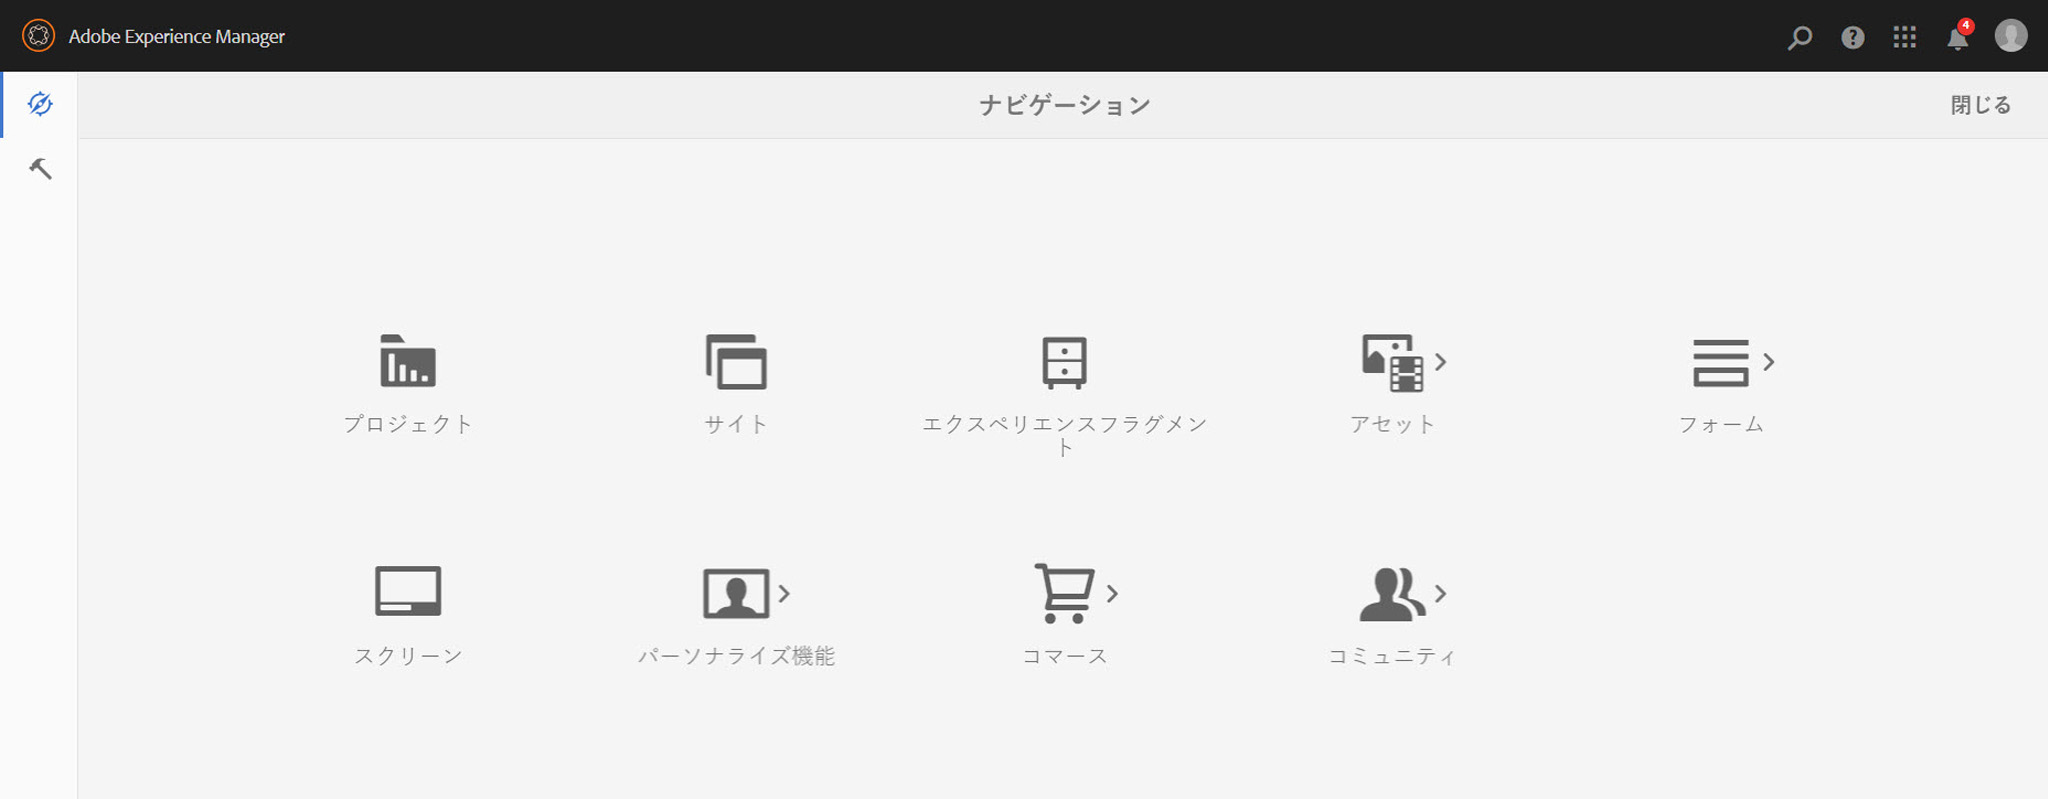 Adobe Experience Manager
4
ナビゲーション
閉じる
プロジェクト
サイト
エクスペリエンスフラグメン
ト
アセット
フォーム
スクリーン
パーソナライズ機能
コマース
コミュニティ